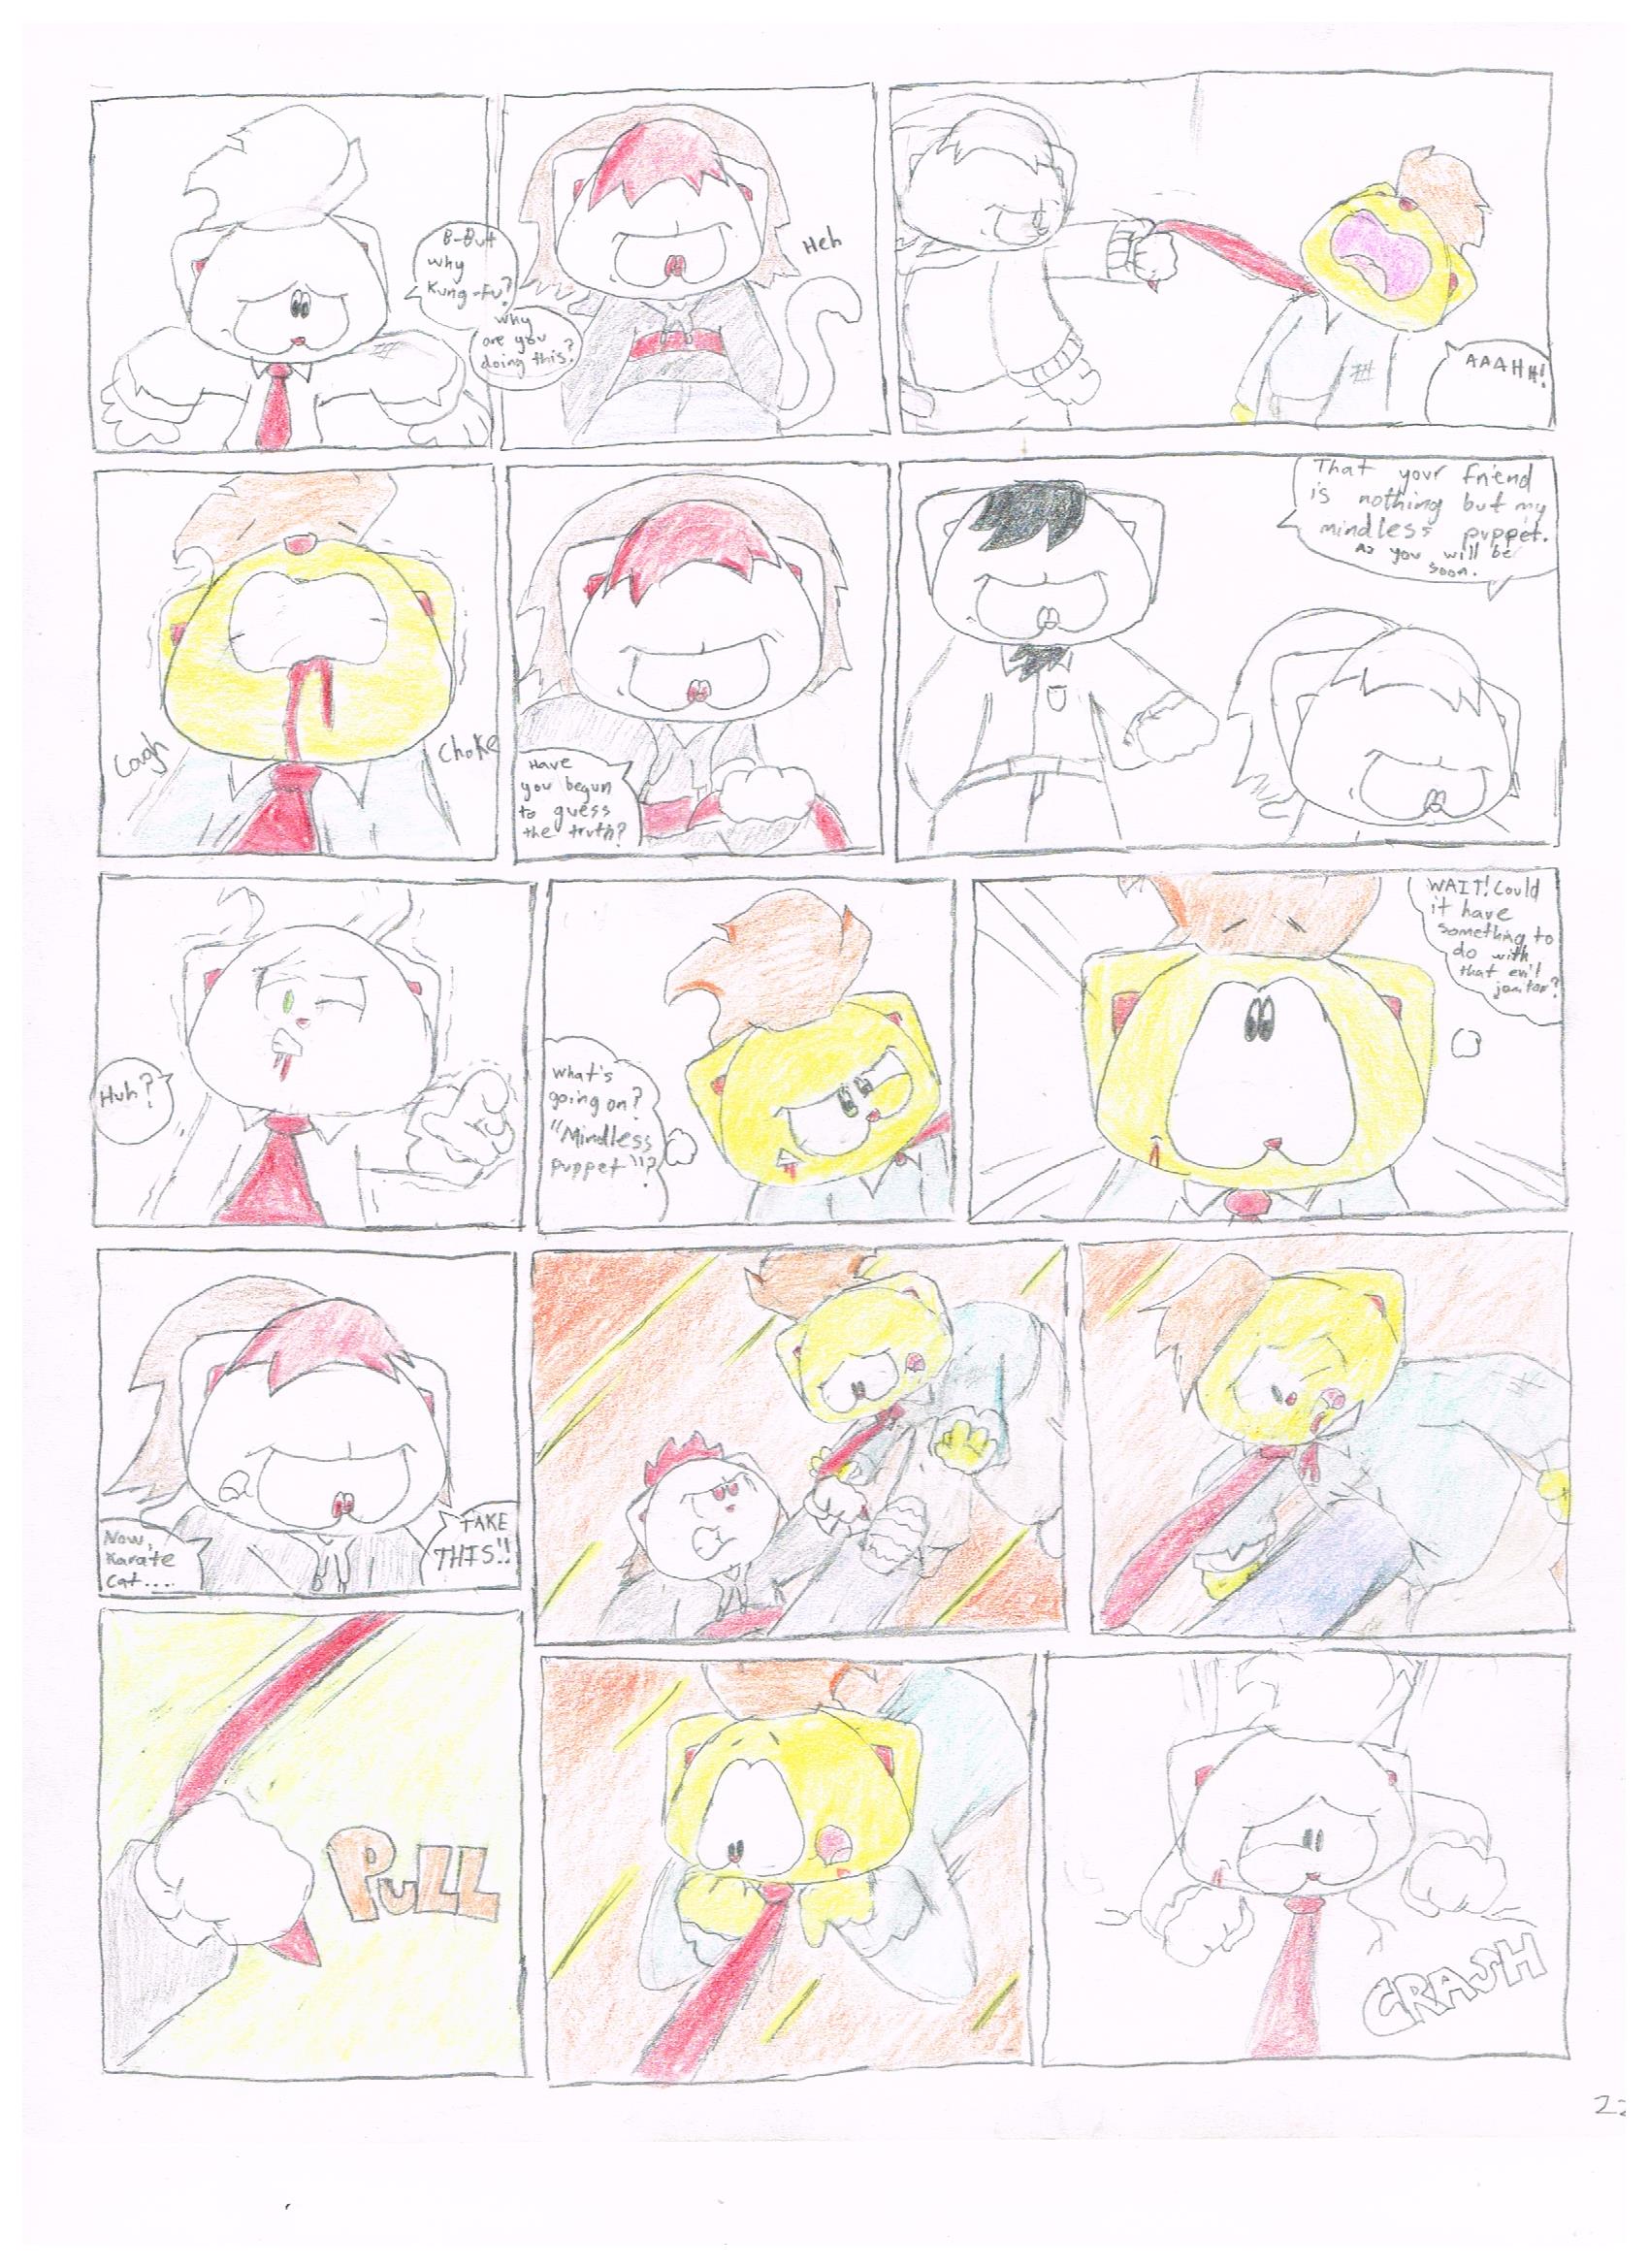 B-But
why
Kung-Fu?
Why
are you
doing this?
Heh
AAAHH!
Cough
Choke
Have
you begun
to guess
the truth?
That your friend
is nothing but my
mindless puppet.
As you will be
soon.
Huh?
What's
going on?
"Mindless
puppet"!?
WAIT! Could
it have
something to
do with
that evil
janitor?
Now,
Karate
Cat....
TAKE
THIS!!
PULL
CRASH